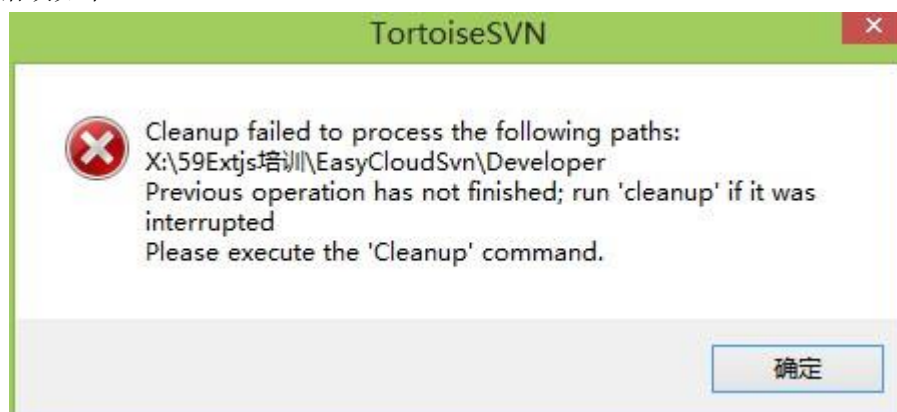 TortoiseSVN
Cleanup failed to process the following paths:
X:\59Extjs培训\EasyCloudSvn\Developer
Previous operation has not finished; run 'cleanup' if it was
interrupted
Please execute the 'Cleanup' command.
确定